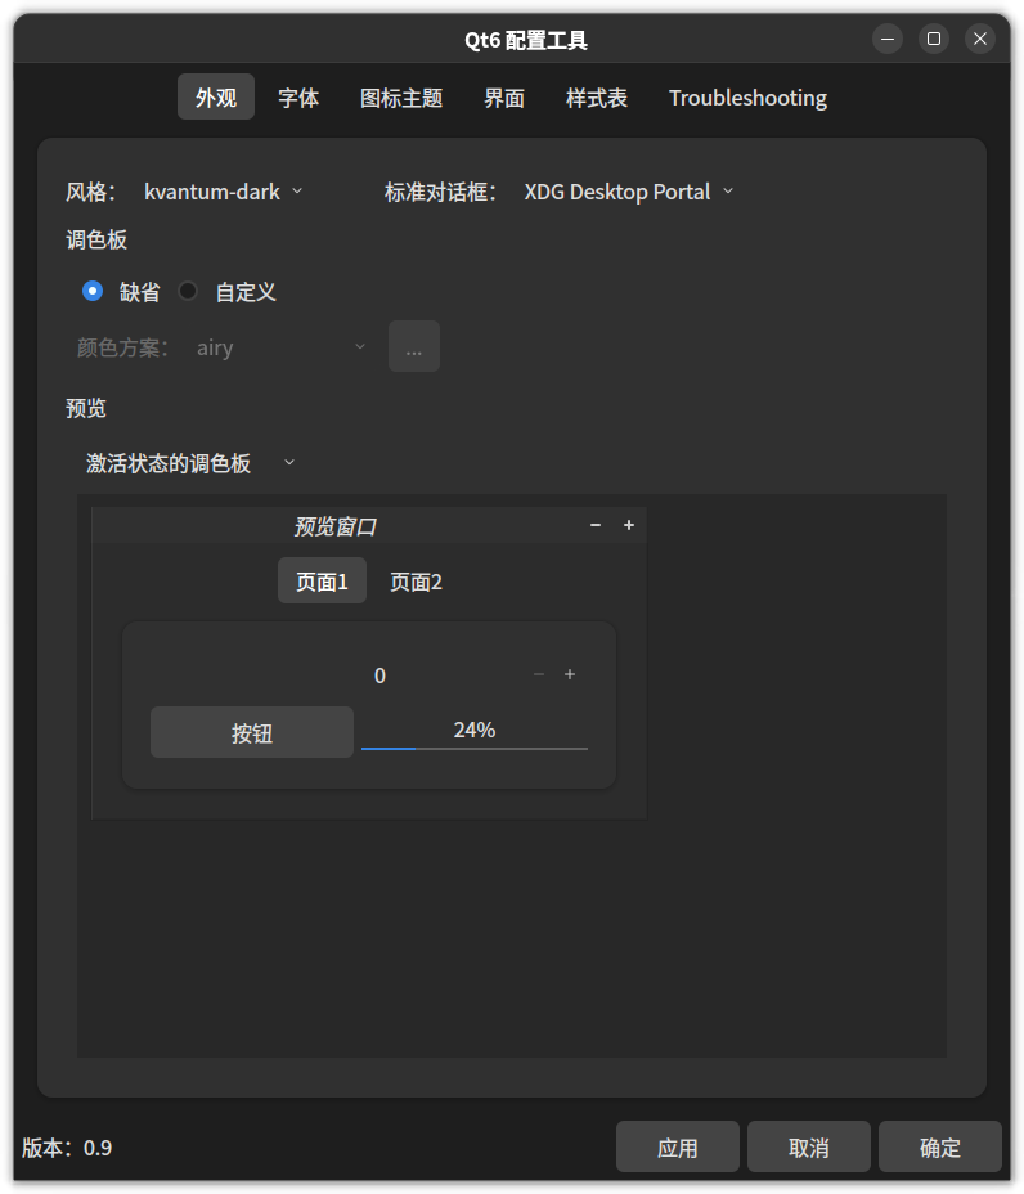 Qt6 配置工具
外观 字体 图标主题 界面 样式表 Troubleshooting
风格： kvantum-dark 标准对话框： XDG Desktop Portal
调色板
缺省 自定义
颜色方案： airy ...
预览
激活状态的调色板
预览窗口
页面1 页面2
0
按钮 24%
版本：0.9 应用 取消 确定